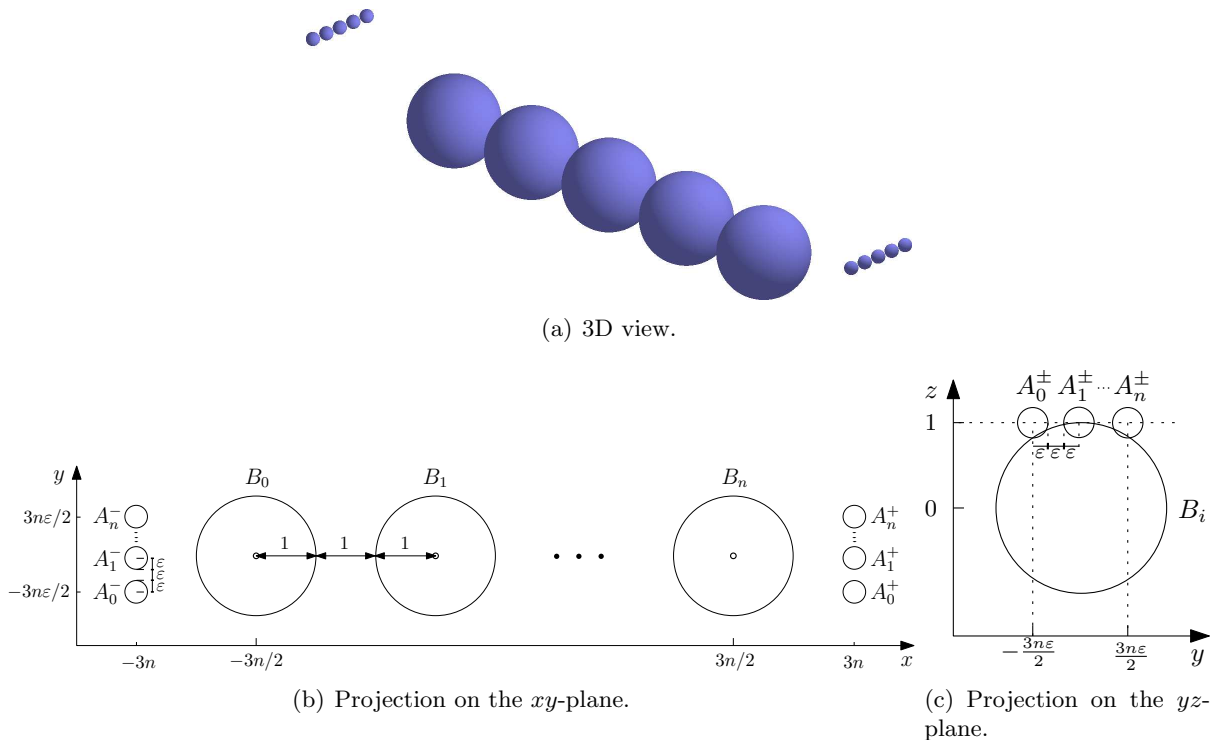 (a) 3D view.
y
3nε/2
−3nε/2
A_n^−
A_1^−
A_0^−
ε
ε
ε
B_0
B_1
B_n
1
1
1
A_n^+
A_1^+
A_0^+
−3n
−3n/2
3n/2
3n
x
(b) Projection on the xy-plane.
z
1
0
A_0^± A_1^± ··· A_n^±
ε ε ε
B_i
−3nε/2
3nε/2
y
(c) Projection on the yz-
plane.